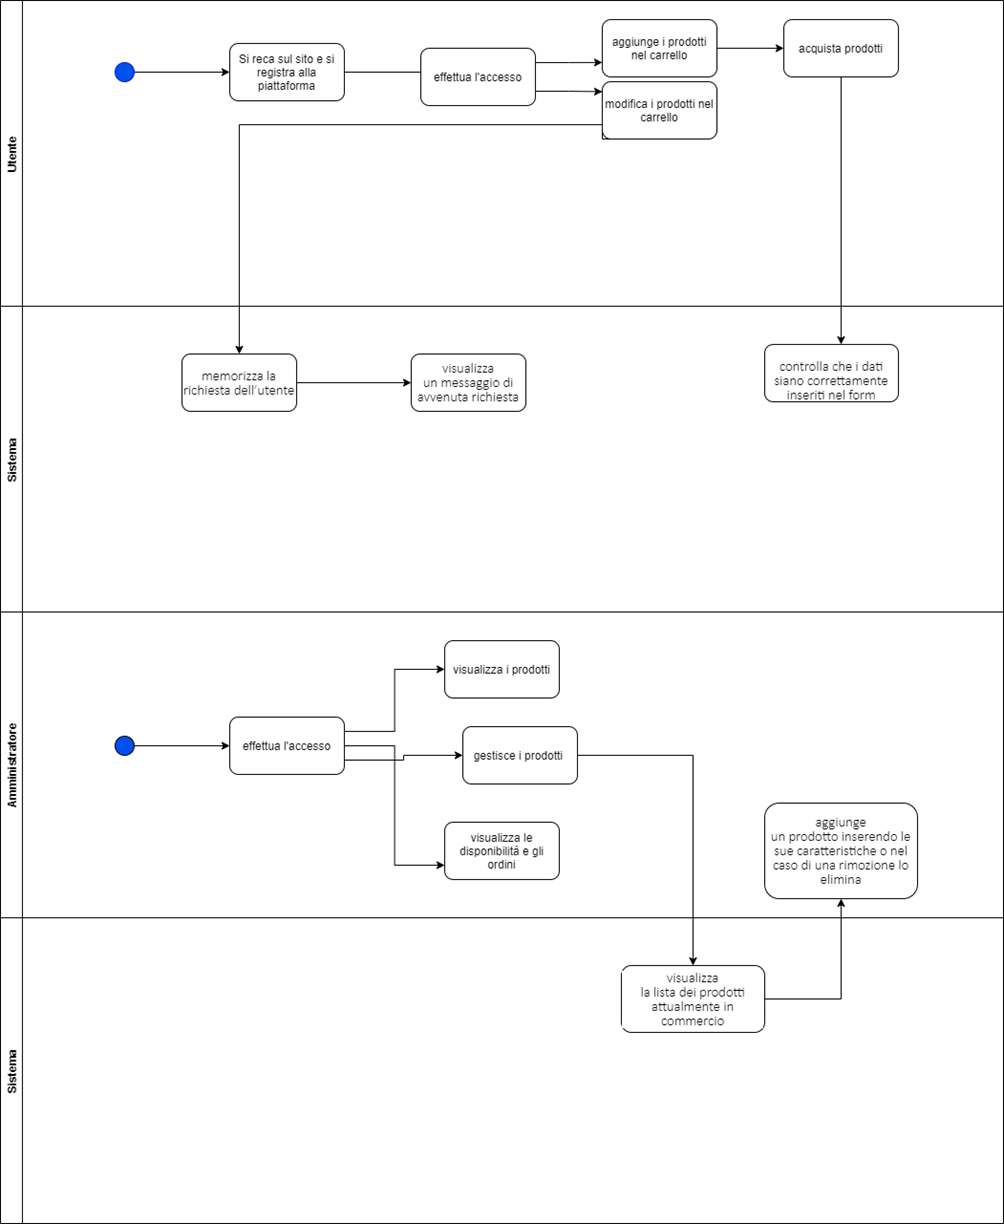 Utente
Si reca sul sito e si
registra alla
piattaforma
effettua l'accesso
aggiunge i prodotti
nel carrello
acquista prodotti
modifica i prodotti nel
carrello
Sistema
memorizza la
richiesta dell'utente
visualizza
un messaggio di
avvenuta richiesta
controlla che i dati
siano correttamente
inseriti nel form
Amministratore
effettua l'accesso
visualizza i prodotti
gestisce i prodotti
visualizza le
disponibilità e gli
ordini
aggiunge
un prodotto inserendo le
sue caratteristiche o nel
caso di una rimozione lo
elimina
Sistema
visualizza
la lista dei prodotti
attualmente in
commercio